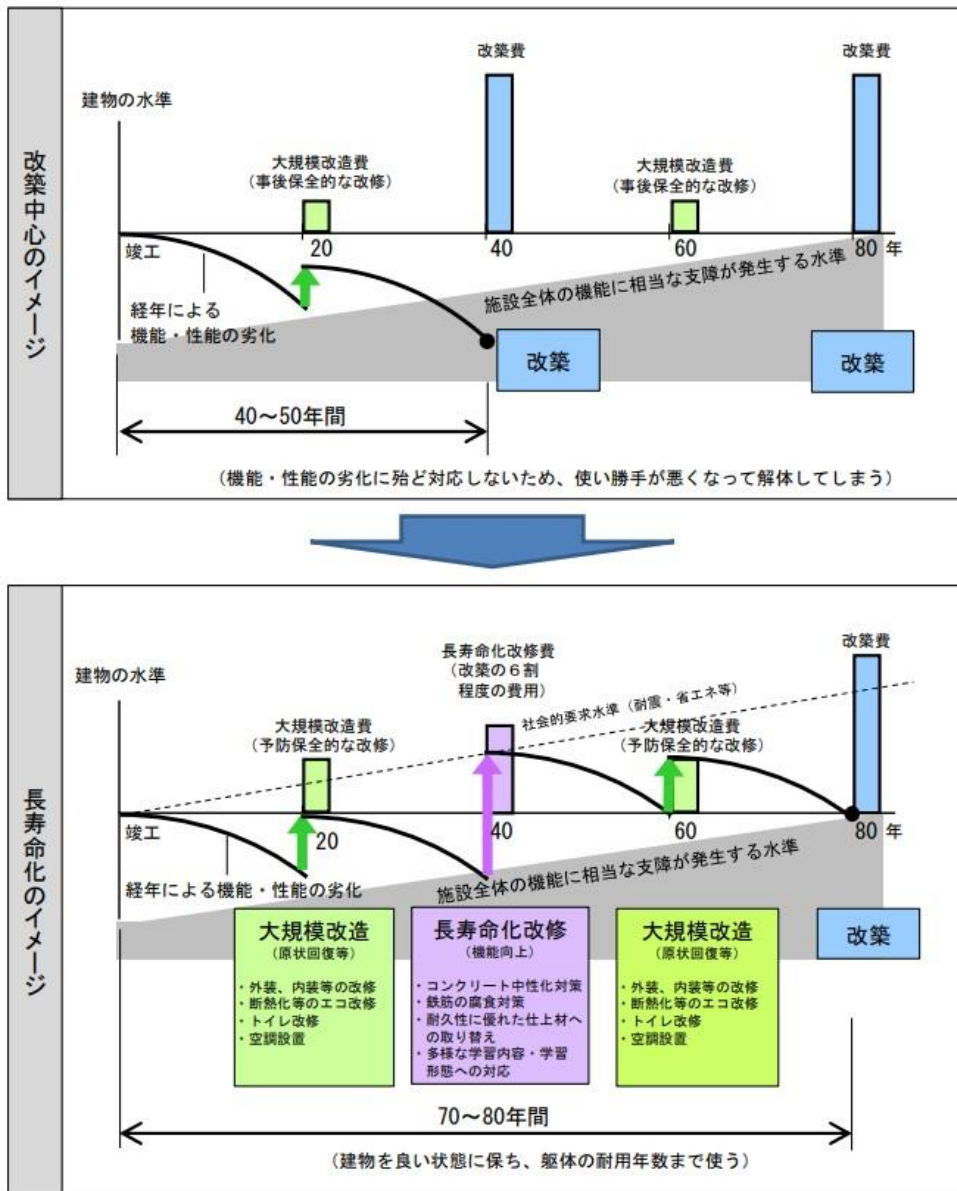 改築中心のイメージ
改築費
改築費
建物の水準
大規模改造費
（事後保全的な改修）
大規模改造費
（事後保全的な改修）
竣工
20
40
60
80 年
経年による
機能・性能の劣化
施設全体の機能に相当な支障が発生する水準
改築
改築
40～50年間
（機能・性能の劣化に殆ど対応しないため、使い勝手が悪くなって解体してしまう）
長寿命化のイメージ
改築費
建物の水準
長寿命化改修費
（改築の６割
程度の費用）
社会的要求水準（耐震・省エネ等）
大規模改造費
（予防保全的な改修）
大規模改造費
（予防保全的な改修）
竣工
20
40
60
80 年
経年による機能・性能の劣化
施設全体の機能に相当な支障が発生する水準
大規模改造
（原状回復等）
・外装、内装等の改修
・断熱化等のエコ改修
・トイレ改修
・空調設置
長寿命化改修
（機能向上）
・コンクリート中性化対策
・鉄筋の腐食対策
・耐久性に優れた仕上材へ
の取り替え
・多様な学習内容・学習
形態への対応
大規模改造
（原状回復等）
・外装、内装等の改修
・断熱化等のエコ改修
・トイレ改修
・空調設置
改築
70～80年間
（建物を良い状態に保ち、躯体の耐用年数まで使う）